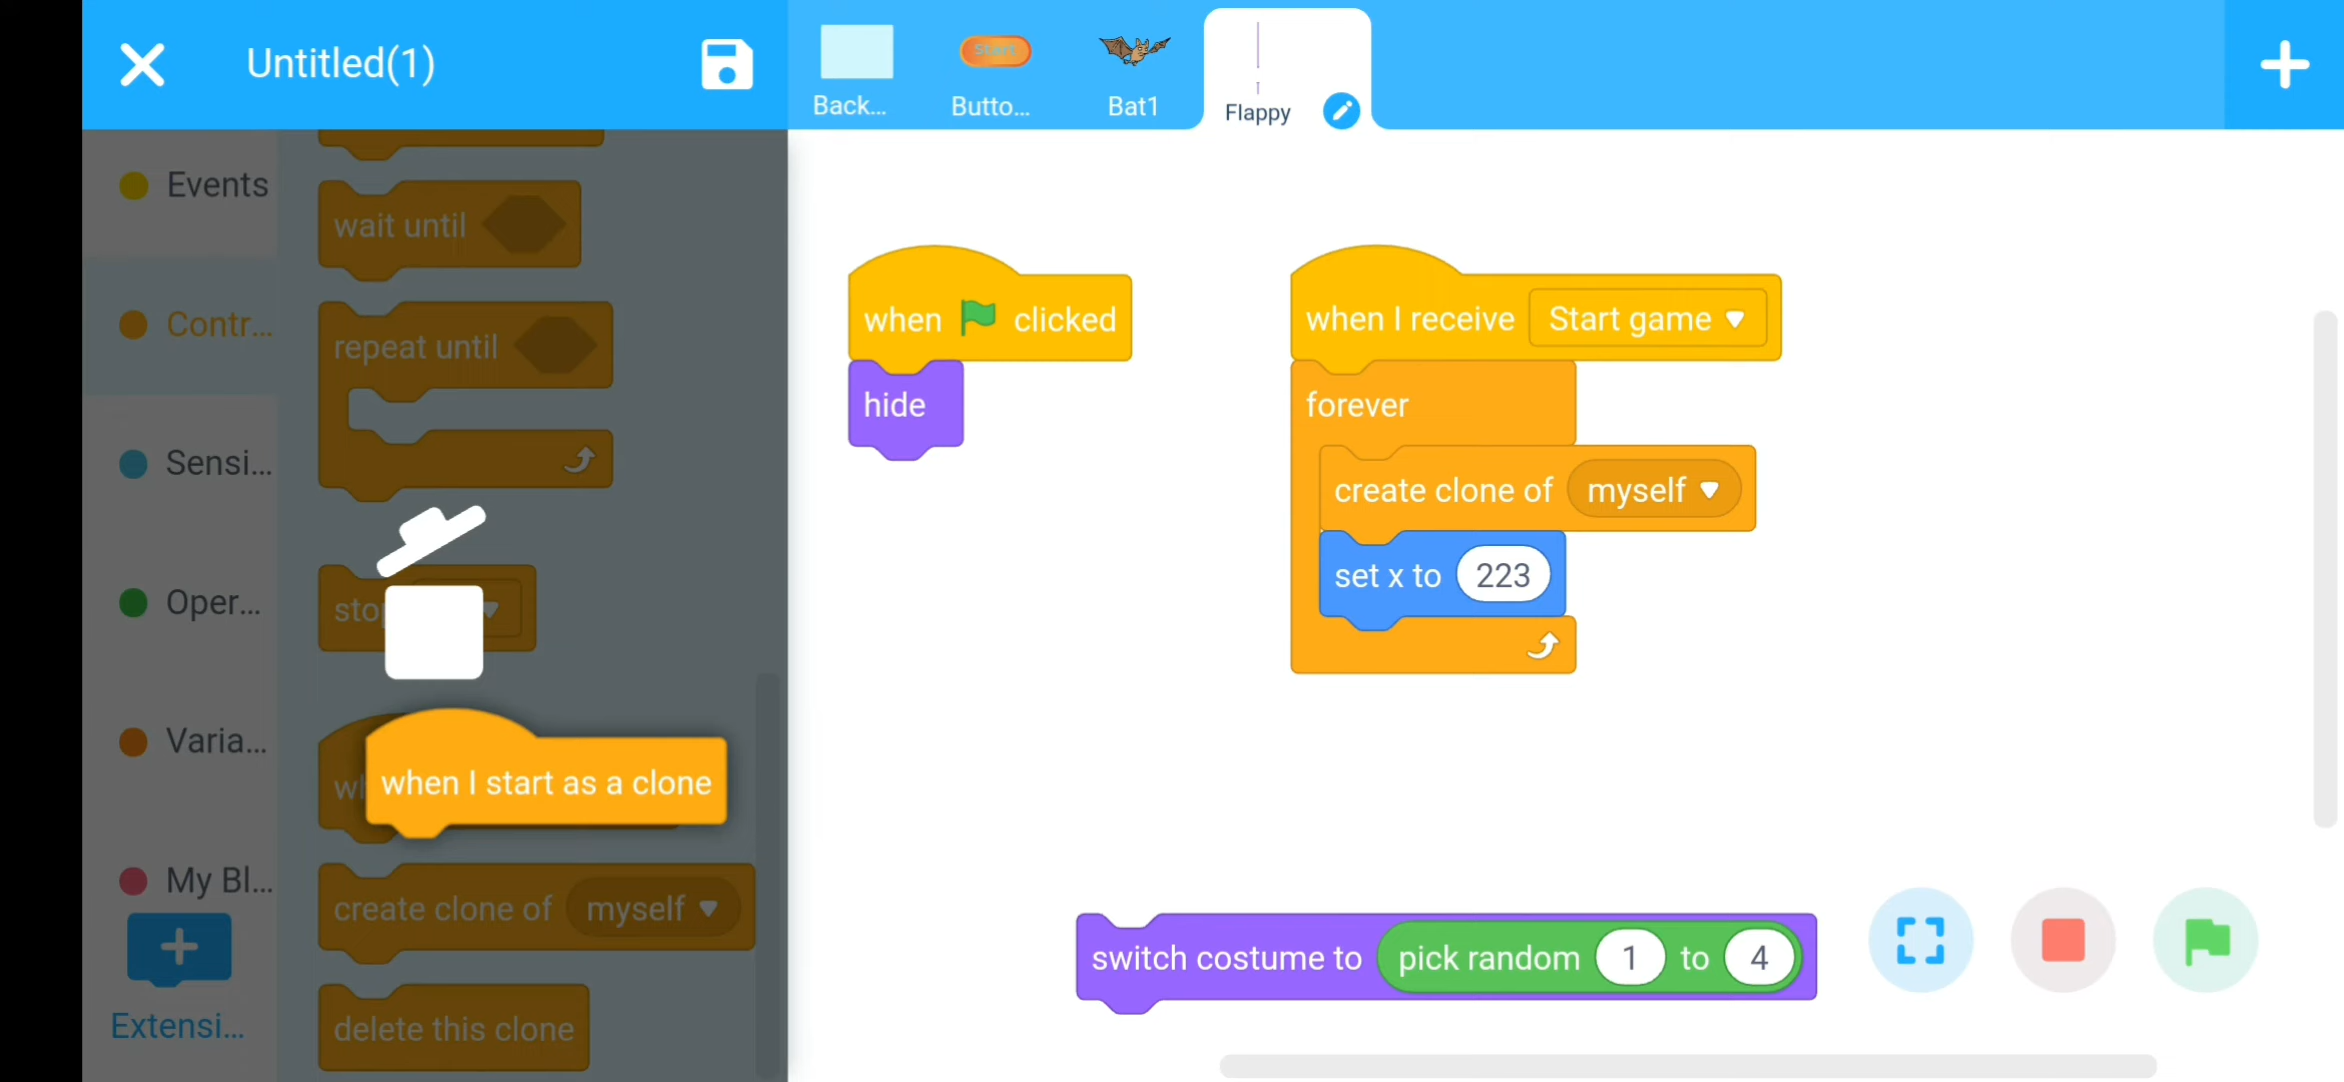 Untitled(1)
Back...
Start
Butto...
Bat1
Flappy
Events
Contr...
Sensi...
Oper...
Varia...
My Bl...
Extensi...
wait until
repeat until
when I start as a clone
create clone of myself
delete this clone
when clicked
hide
when I receive Start game
forever
create clone of myself
set x to 223
switch costume to pick random 1 to 4